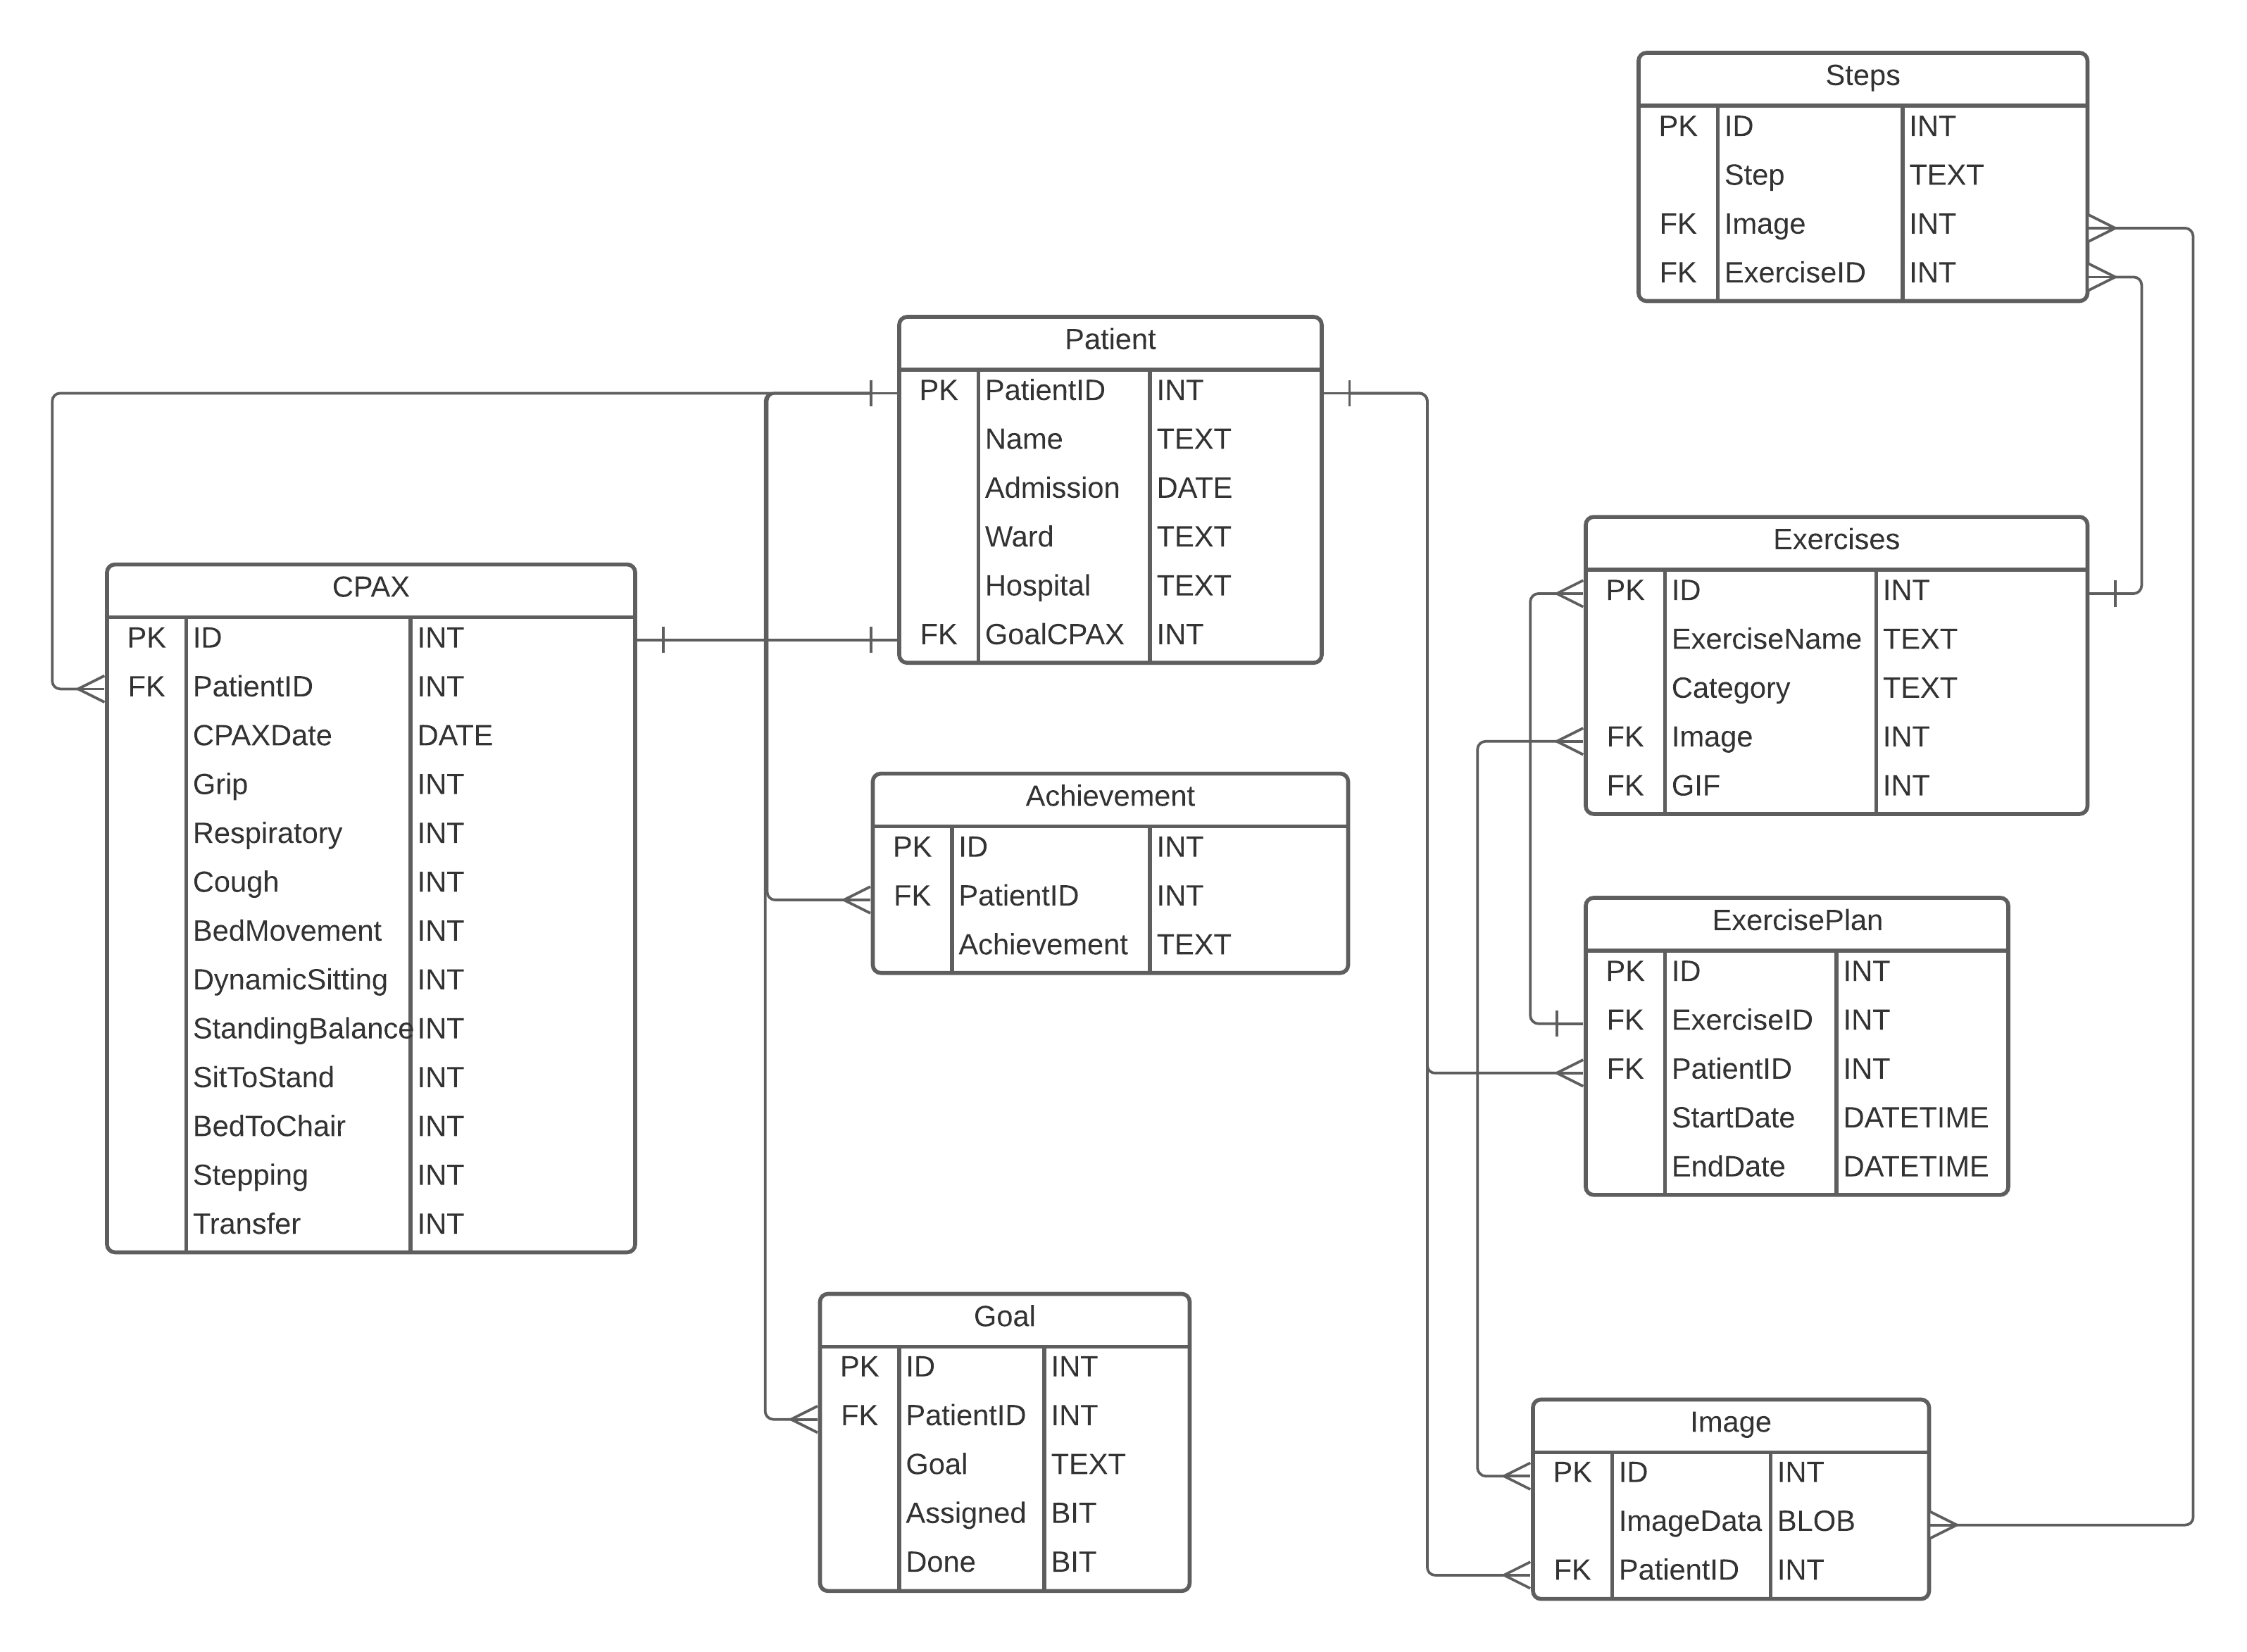 Steps
PK ID INT
Step TEXT
FK Image INT
FK ExerciseID INT
Patient
PK PatientID INT
Name TEXT
Admission DATE
Ward TEXT
Hospital TEXT
FK GoalCPAX INT
Exercises
PK ID INT
ExerciseName TEXT
Category TEXT
FK Image INT
FK GIF INT
CPAX
PK ID INT
FK PatientID INT
CPAXDate DATE
Grip INT
Respiratory INT
Cough INT
BedMovement INT
DynamicSitting INT
StandingBalance INT
SitToStand INT
BedToChair INT
Stepping INT
Transfer INT
Achievement
PK ID INT
FK PatientID INT
Achievement TEXT
ExercisePlan
PK ID INT
FK ExerciseID INT
FK PatientID INT
StartDate DATETIME
EndDate DATETIME
Goal
PK ID INT
FK PatientID INT
Goal TEXT
Assigned BIT
Done BIT
Image
PK ID INT
ImageData BLOB
FK PatientID INT